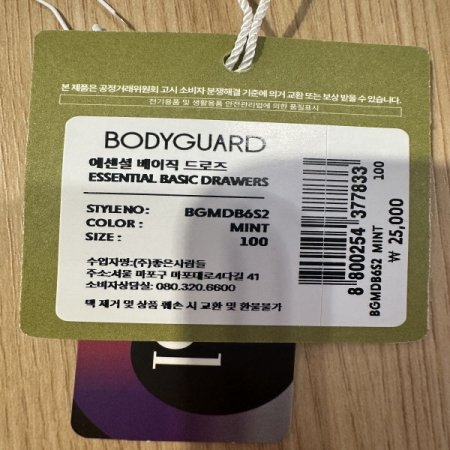 본 제품은 공정거래위원회 고시 소비자 분쟁해결 기준에 의거 교환 또는 보상 받을 수 있습니다.
전기용품 및 생활용품 안전관리법에 의한 품질표시
BODYGUARD
에센셜 베이직 드로즈
ESSENTIAL BASIC DRAWERS
STYLE NO : BGMDB6S2
COLOR : MINT
SIZE : 100
수입자명:(주)좋은사람들
주소:서울 마포구 마포대로4다길 41
소비자상담실: 080.320.6600
택 제거 및 상품 훼손 시 교환 및 환불불가
8 800254 377833
100
BGMDB6S2 MINT
₩ 25,000